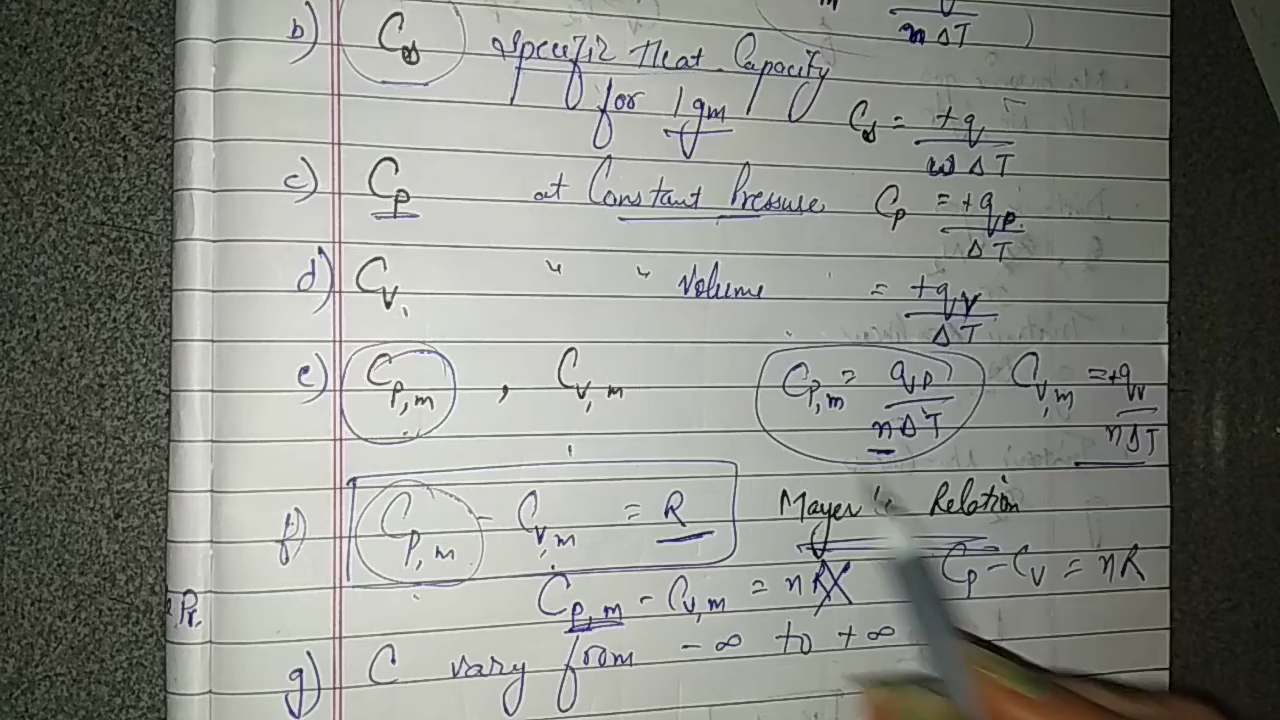 n ΔT )
b) Cs Specific Heat Capacity
for 1gm Cs = +q / w ΔT
c) Cp at Constant Pressure Cp = +qp / ΔT
d) Cv " " Volume = +qv / ΔT
e) Cp,m , Cv,m Cp,m = qp / nΔT Cv,m = +qv / nΔT
f) Cp,m - Cv,m = R Mayer's Relation
Cp - Cv = nR
Pr. Cp,m - Cv,m = nR X
g) C vary from - ∞ to + ∞